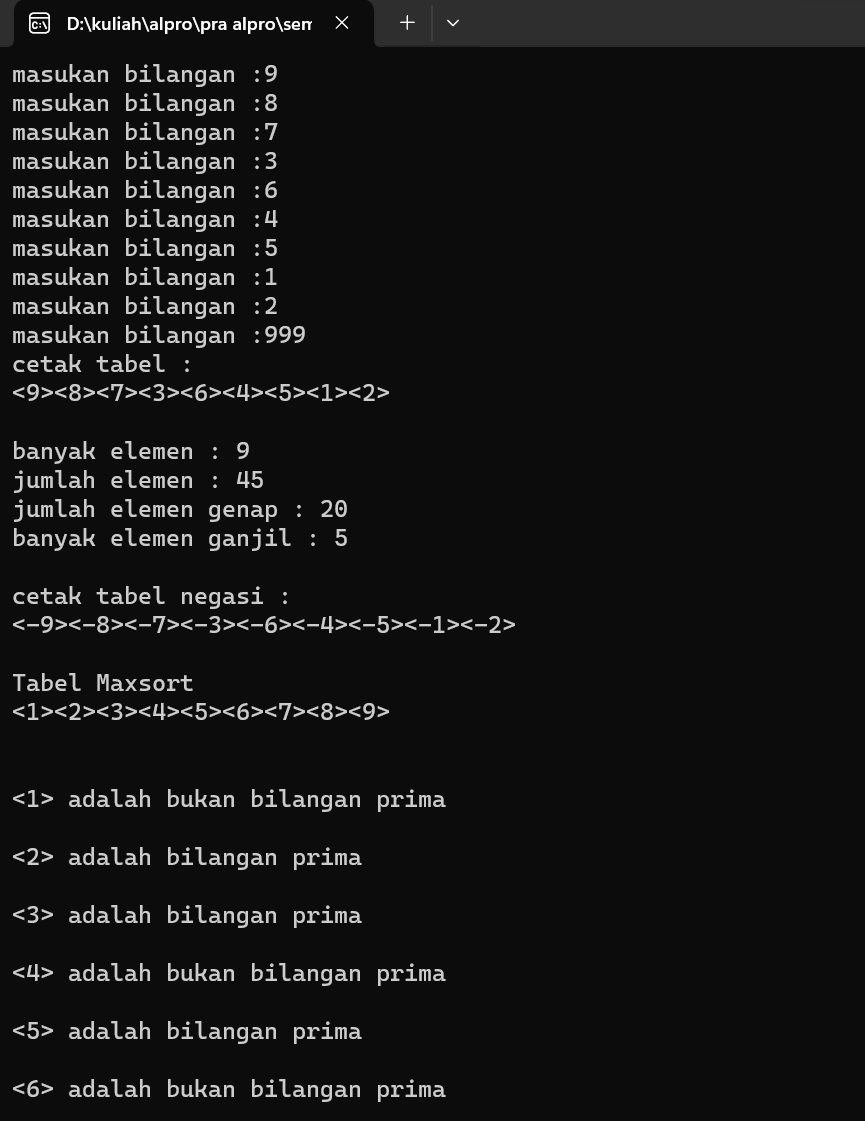 D:\kuliah\alpro\pra alpro\sem
masukan bilangan :9
masukan bilangan :8
masukan bilangan :7
masukan bilangan :3
masukan bilangan :6
masukan bilangan :4
masukan bilangan :5
masukan bilangan :1
masukan bilangan :2
masukan bilangan :999
cetak tabel :
<9><8><7><3><6><4><5><1><2>
banyak elemen : 9
jumlah elemen : 45
jumlah elemen genap : 20
banyak elemen ganjil : 5
cetak tabel negasi :
<-9><-8><-7><-3><-6><-4><-5><-1><-2>
Tabel Maxsort
<1><2><3><4><5><6><7><8><9>
<1> adalah bukan bilangan prima
<2> adalah bilangan prima
<3> adalah bilangan prima
<4> adalah bukan bilangan prima
<5> adalah bilangan prima
<6> adalah bukan bilangan prima